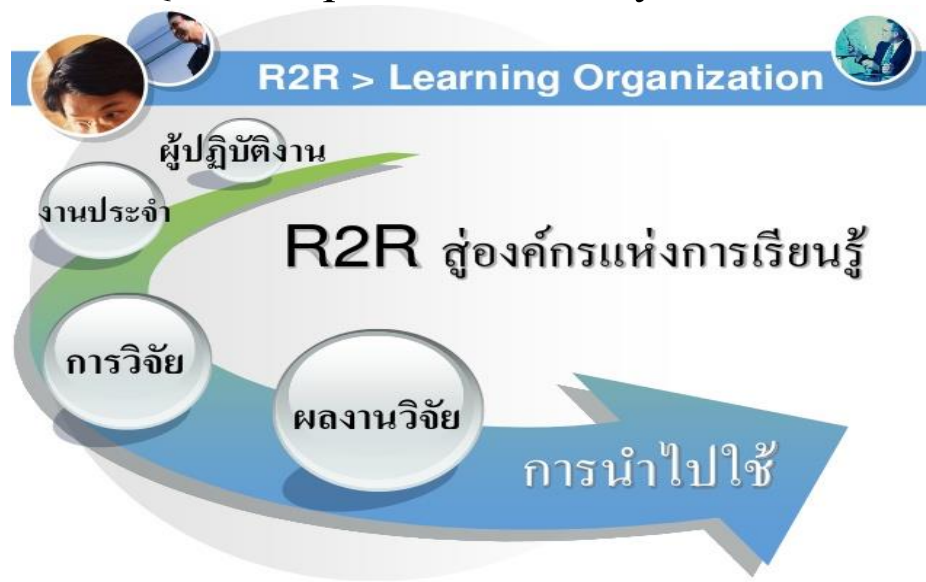 R2R > Learning Organization
ผู้ปฏิบัติงาน
งานประจำ
R2R สู่องค์กรแห่งการเรียนรู้
การวิจัย
ผลงานวิจัย
การนำไปใช้